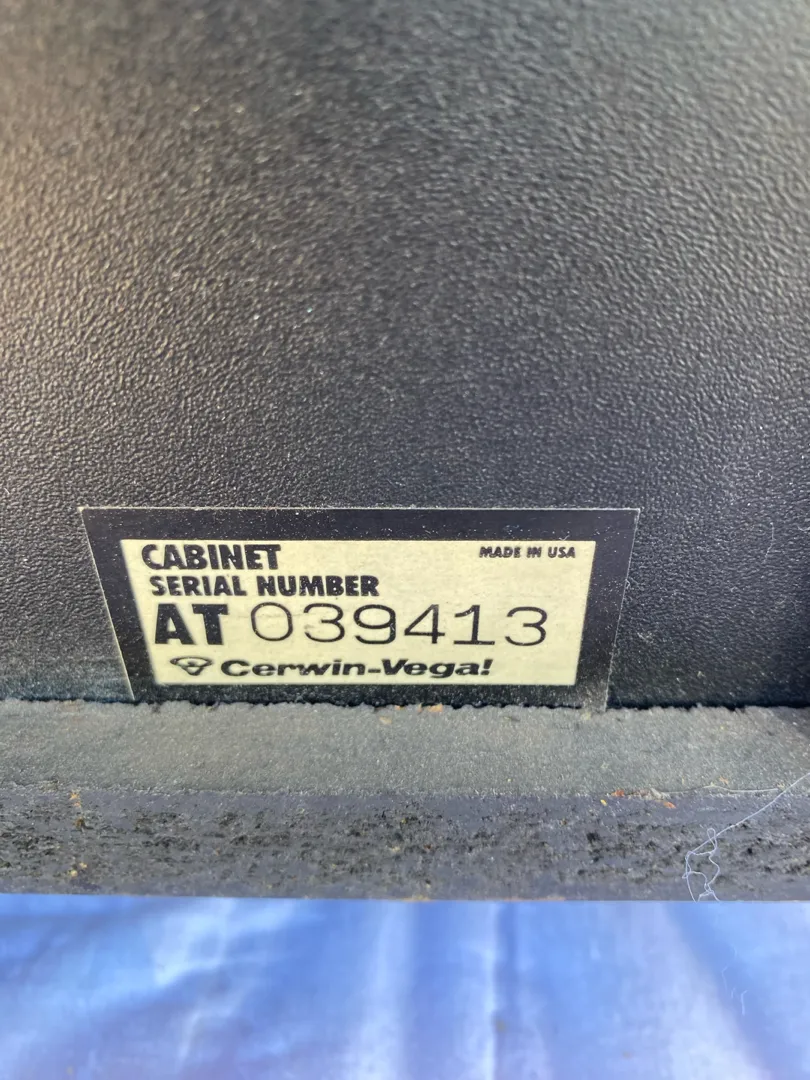 CABINET
MADE IN USA
SERIAL NUMBER
AT 039413
Cerwin-Vega!